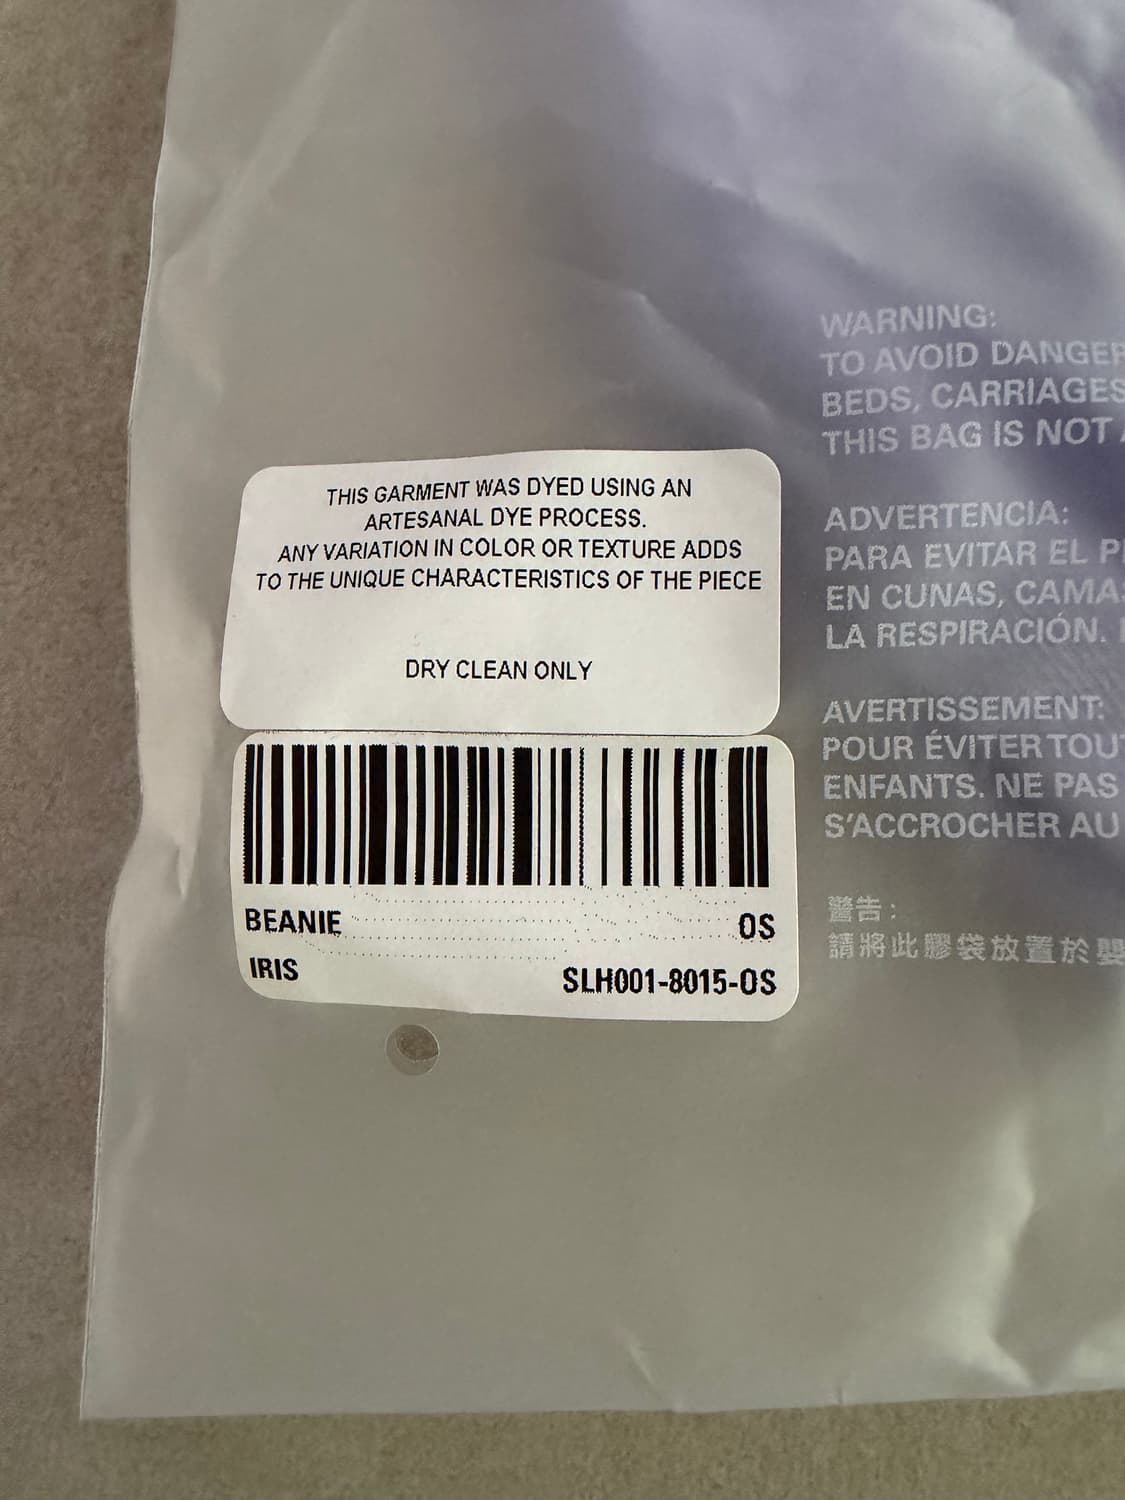 THIS GARMENT WAS DYED USING AN
ARTESANAL DYE PROCESS.
ANY VARIATION IN COLOR OR TEXTURE ADDS
TO THE UNIQUE CHARACTERISTICS OF THE PIECE
DRY CLEAN ONLY
BEANIE OS
IRIS SLH001-8015-OS
WARNING:
TO AVOID DANGER
BEDS, CARRIAGES
THIS BAG IS NOT
ADVERTENCIA:
PARA EVITAR EL
EN CUNAS, CAMAS
LA RESPIRACIÓN.
AVERTISSEMENT:
POUR ÉVITER TOUT
ENFANTS. NE PAS
S'ACCROCHER AU
警告:
請將此膠袋放置於嬰